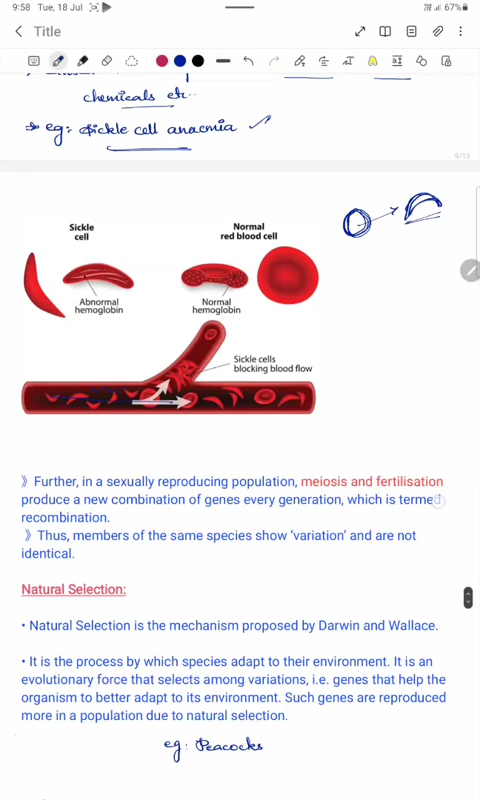 9:58 Tue, 18 Jul
67%
Title
chemicals etc..
eg: sickle cell anaemia
9/13
Sickle cell
Normal red blood cell
Abnormal hemoglobin
Normal hemoglobin
Sickle cells blocking blood flow
》Further, in a sexually reproducing population, meiosis and fertilisation
produce a new combination of genes every generation, which is termed
recombination.
》Thus, members of the same species show ‘variation’ and are not
identical.
Natural Selection:
• Natural Selection is the mechanism proposed by Darwin and Wallace.
• It is the process by which species adapt to their environment. It is an
evolutionary force that selects among variations, i.e. genes that help the
organism to better adapt to its environment. Such genes are reproduced
more in a population due to natural selection.
eg: Peacocks